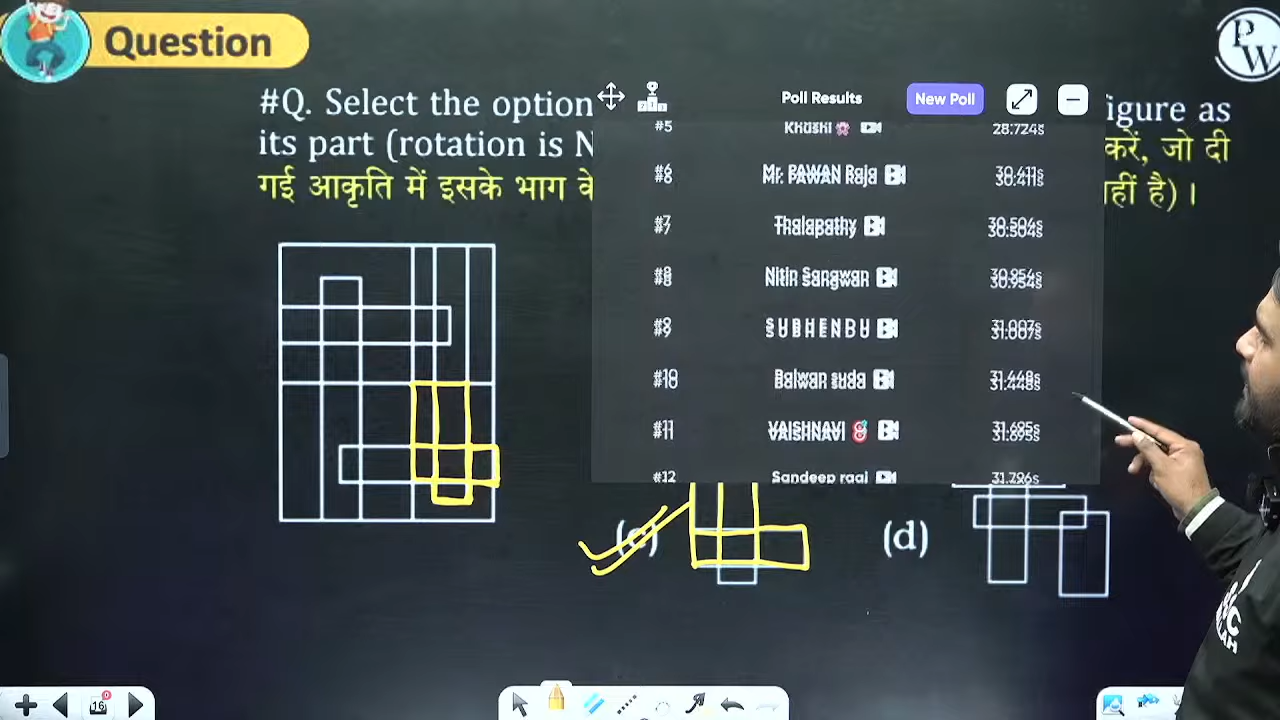 Question
PW
#Q. Select the option
igure as
its part (rotation is N
करें, जो दी
गई आकृति में इसके भाग के
हीं है)।
Poll Results
New Poll
#5 Khushi 28.724s
#6 Mr. PAWAN Raja 30.411s
#7 Thalapathy 30.504s
#8 Nitin Sangwan 30.954s
#9 SUBHENDU 31.007s
#10 Balwan suda 31.448s
#11 VAISHNAVI 31.695s
#12 Sandeep raal 31.796s
(c)
(d)
16